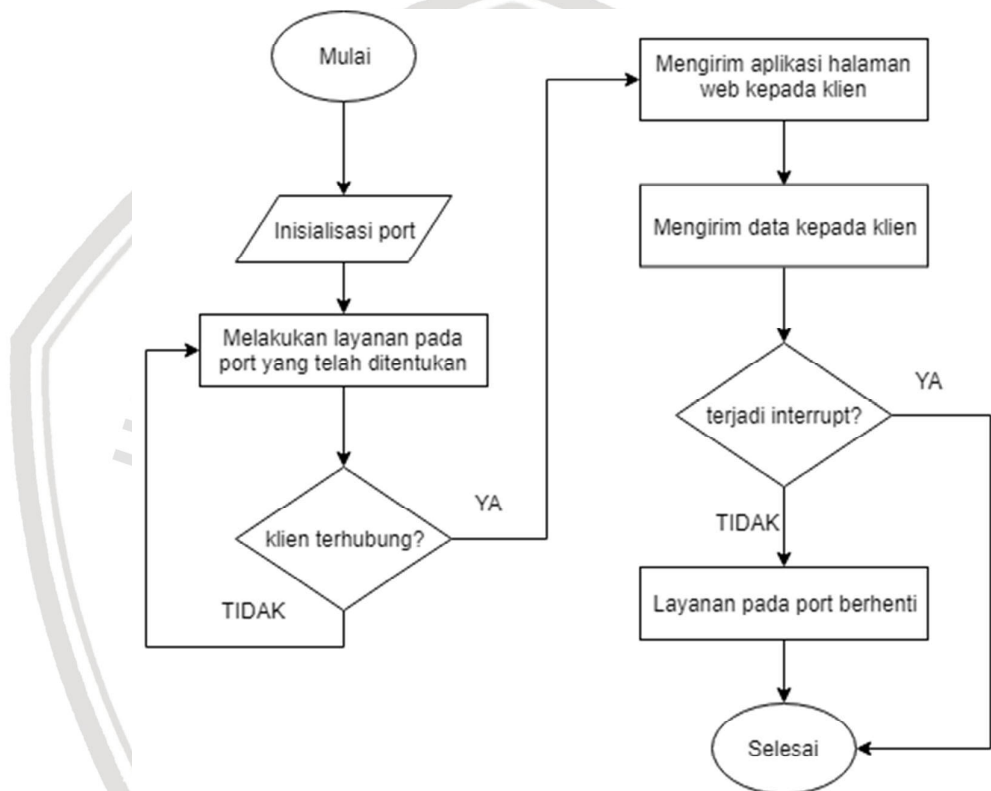 Mulai
Inisialisasi port
Melakukan layanan pada
port yang telah ditentukan
klien terhubung?
YA
TIDAK
Mengirim aplikasi halaman
web kepada klien
Mengirim data kepada klien
terjadi interrupt?
YA
TIDAK
Layanan pada port berhenti
Selesai